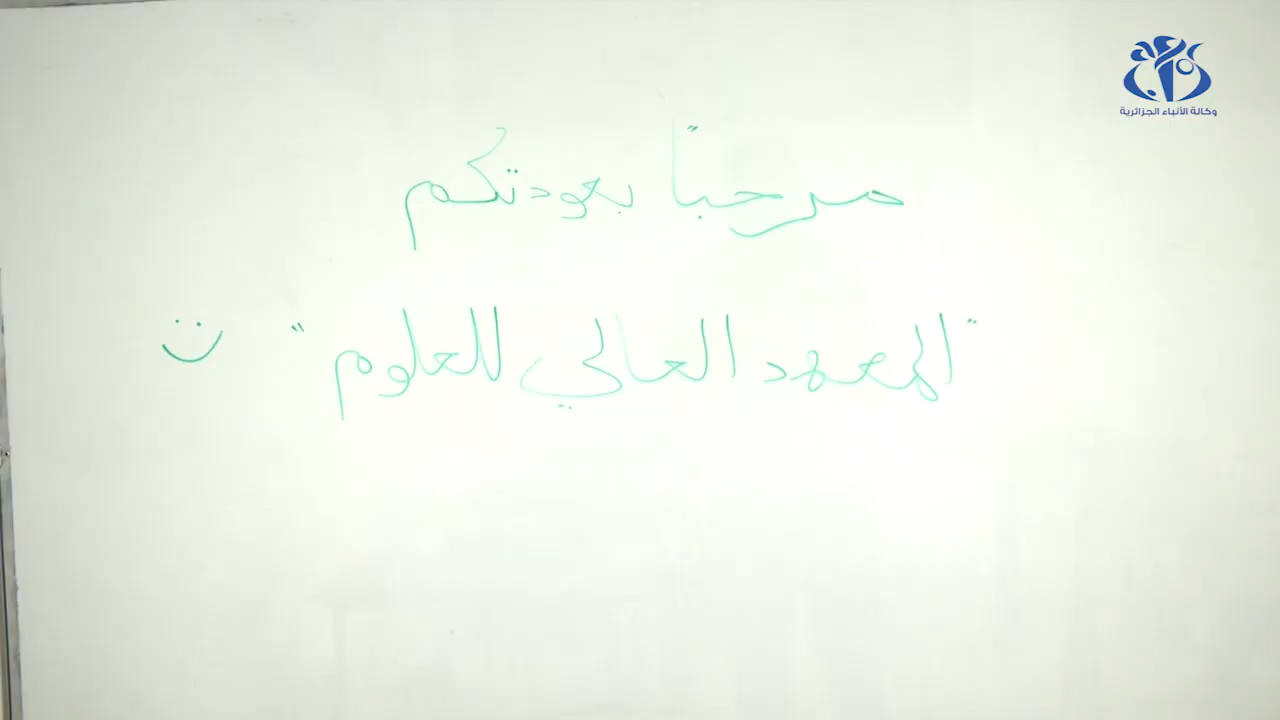 وكالة الأنباء الجزائرية
مرحباً بعودتكم
"المعهد العالي للعلوم"